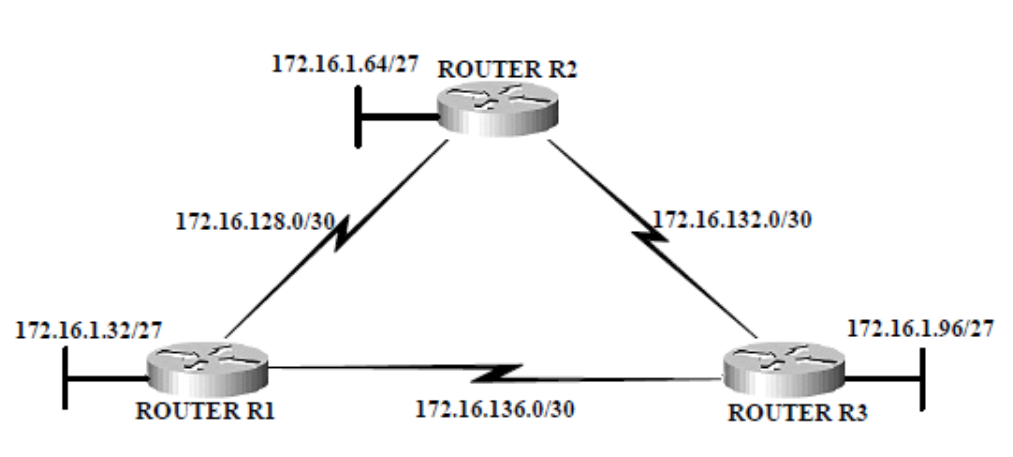 172.16.1.64/27
ROUTER R2
172.16.128.0/30
172.16.132.0/30
172.16.1.32/27
172.16.1.96/27
ROUTER R1
172.16.136.0/30
ROUTER R3